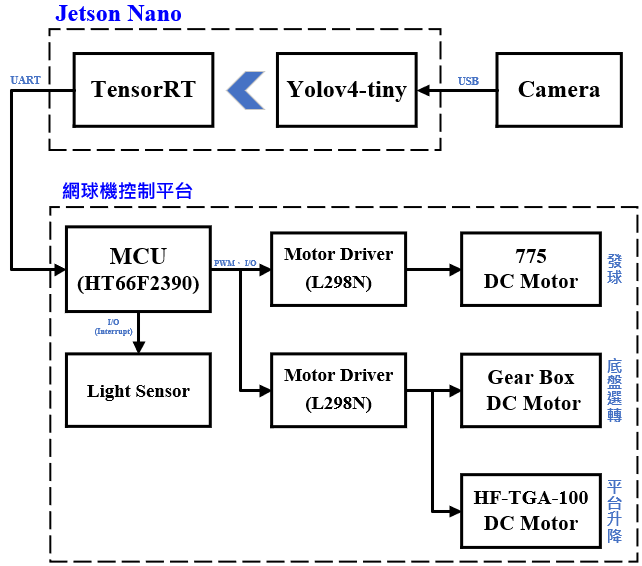 Jetson Nano
UART
TensorRT
Yolov4-tiny
USB
Camera
網球機控制平台
MCU
(HT66F2390)
PWM、I/O
Motor Driver
(L298N)
775
DC Motor
發球
I/O
(Interrupt)
Light Sensor
Motor Driver
(L298N)
Gear Box
DC Motor
底盤選轉
HF-TGA-100
DC Motor
平台升降